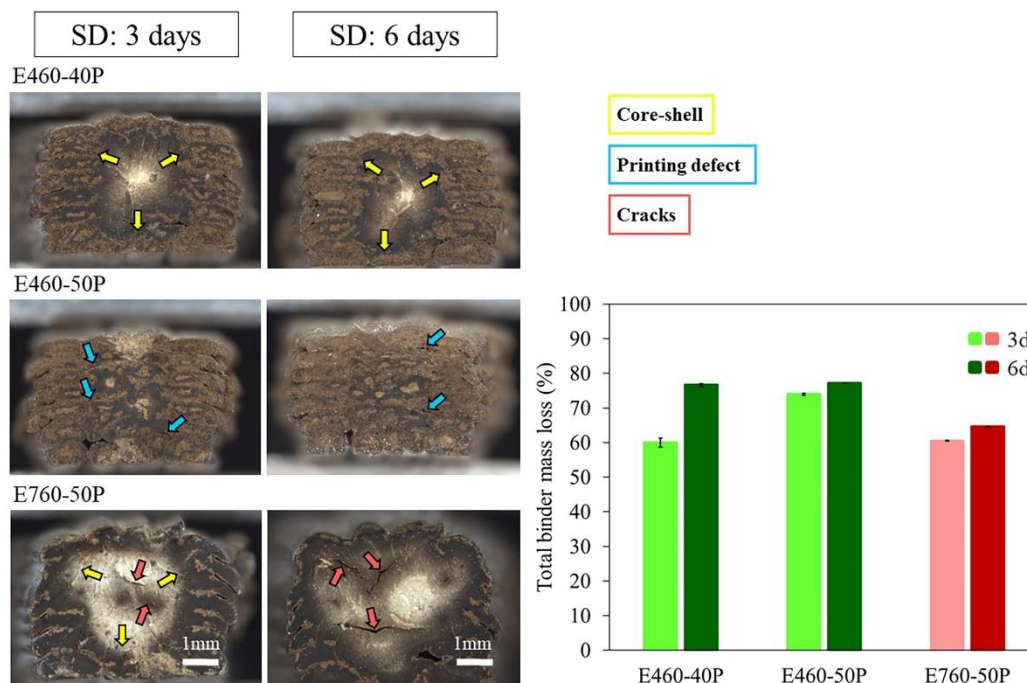 SD: 3 days
SD: 6 days
E460-40P
E460-50P
E760-50P
1mm
1mm
Core-shell
Printing defect
Cracks
100
90
80
70
60
50
40
30
20
10
0
Total binder mass loss (%)
3d
6d
E460-40P
E460-50P
E760-50P